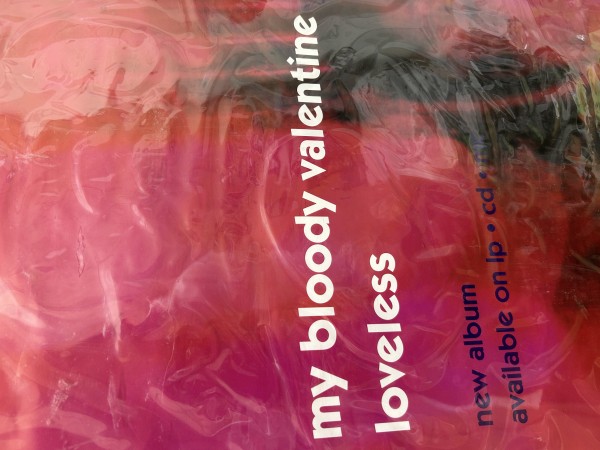 my bloody valentine
loveless
new album
available on lp • cd •